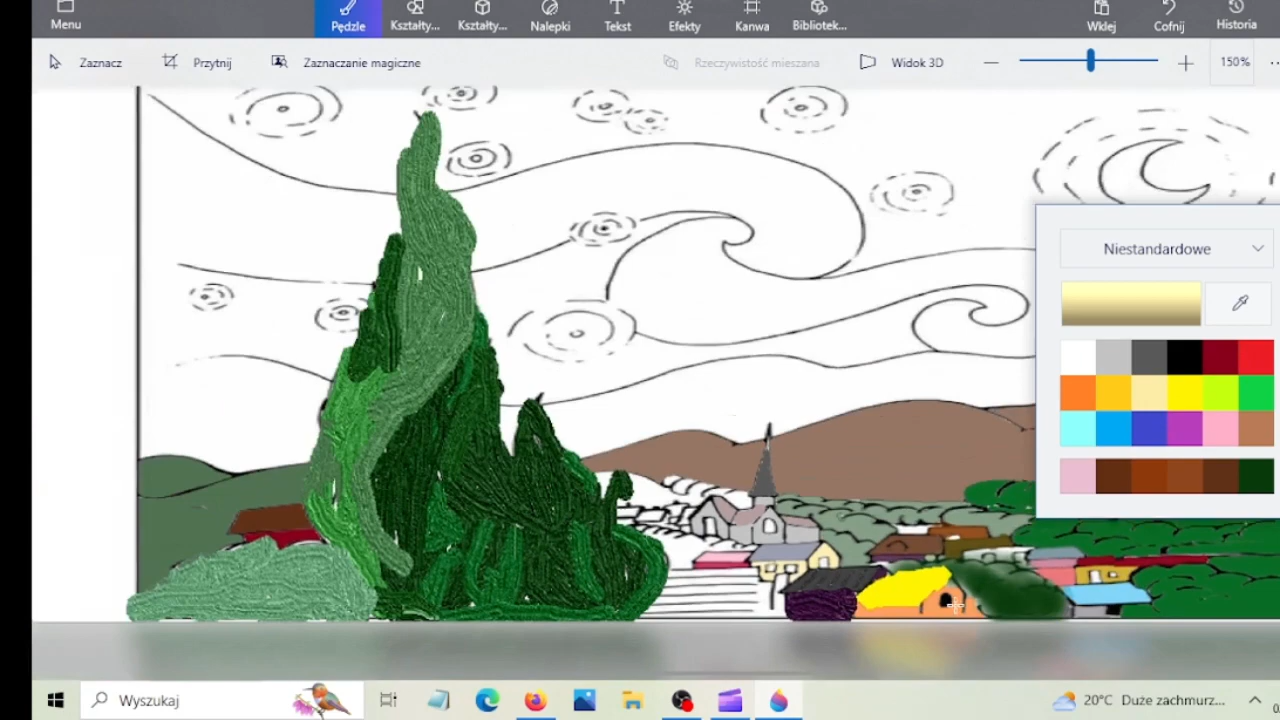 Menu
Pędzle
Kształty...
Kształty...
Nalepki
Tekst
Efekty
Kanwa
Bibliotek...
Wklej
Cofnij
Historia
Zaznacz
Przytnij
Zaznaczanie magiczne
Rzeczywistość mieszana
Widok 3D
150%
Niestandardowe
Wyszukaj
20°C Duże zachmurz...